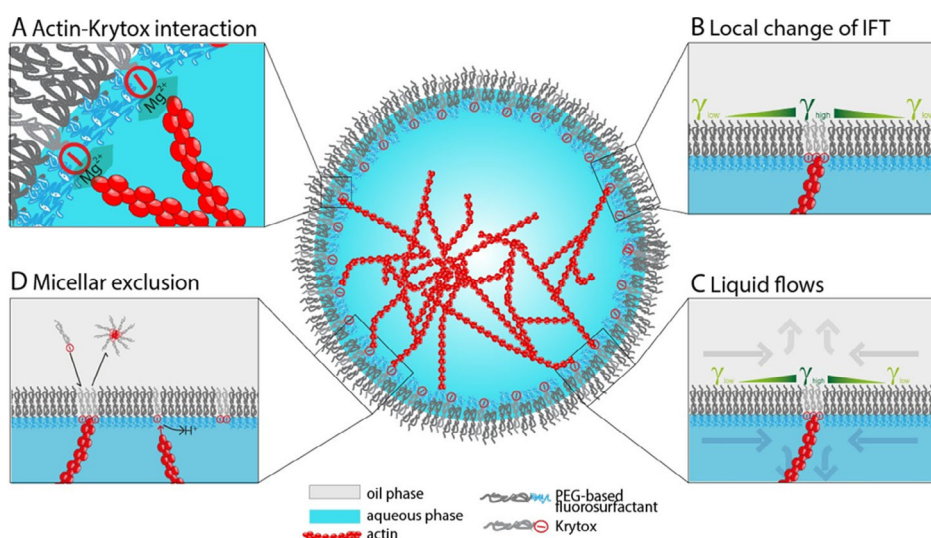 A Actin-Krytox interaction
Mg2+
Mg2+
B Local change of IFT
γlow γhigh γlow
D Micellar exclusion
H+
C Liquid flows
γlow γhigh γlow
oil phase
aqueous phase
actin
PEG-based
fluorosurfactant
Krytox